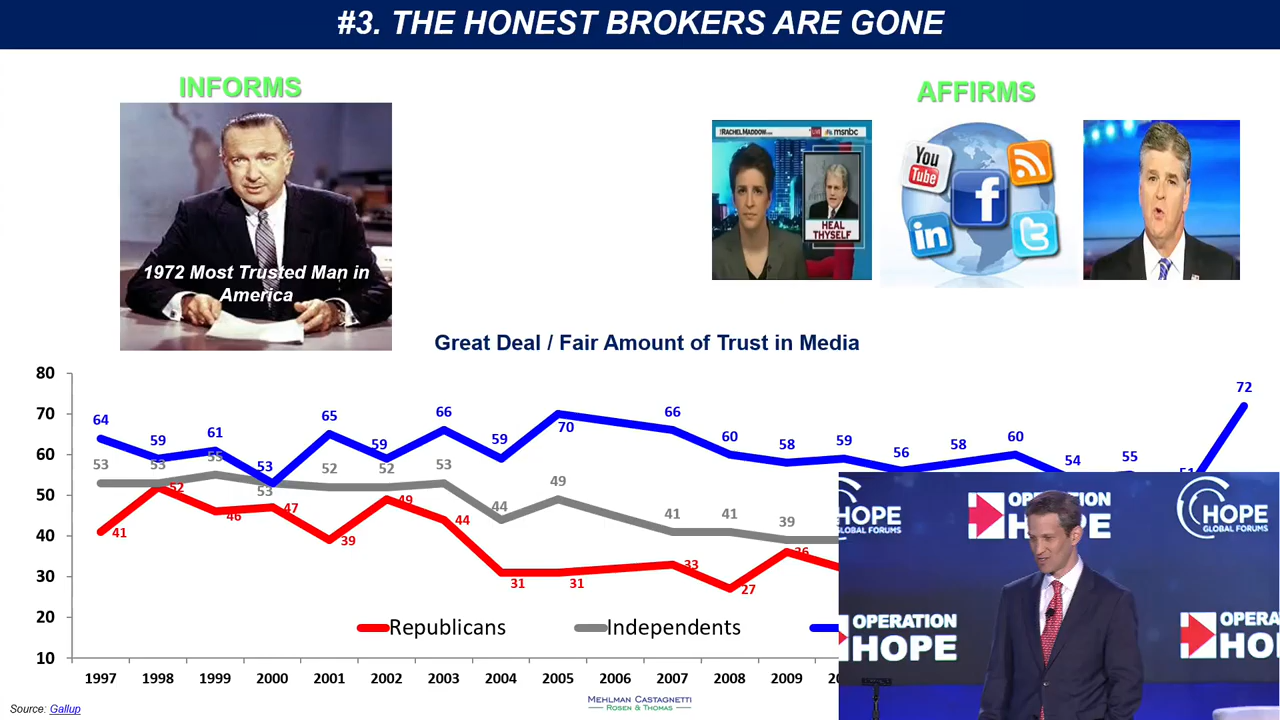 #3. THE HONEST BROKERS ARE GONE
INFORMS
AFFIRMS
1972 Most Trusted Man in
America
RACHELMADDOW.com
LIVE
msnbc
HEAL
THYSELF
You
Tube
f
in
t
Great Deal / Fair Amount of Trust in Media
80
70
60
50
40
30
20
10
64
59
61
53
65
59
66
59
70
66
60
58
59
56
58
60
54
55
72
53
53
55
53
52
52
53
44
49
41
41
39
41
52
46
47
39
49
44
31
31
33
27
36
Republicans
Independents
1997
1998
1999
2000
2001
2002
2003
2004
2005
2006
2007
2008
2009
Source: Gallup
MEHLMAN CASTAGNETTI
ROSEN & THOMAS
HOPE
GLOBAL FORUMS
OPERATION
HOPE
HOPE
GLOBAL FORUMS
OPERATION
HOPE
OPERA
HO